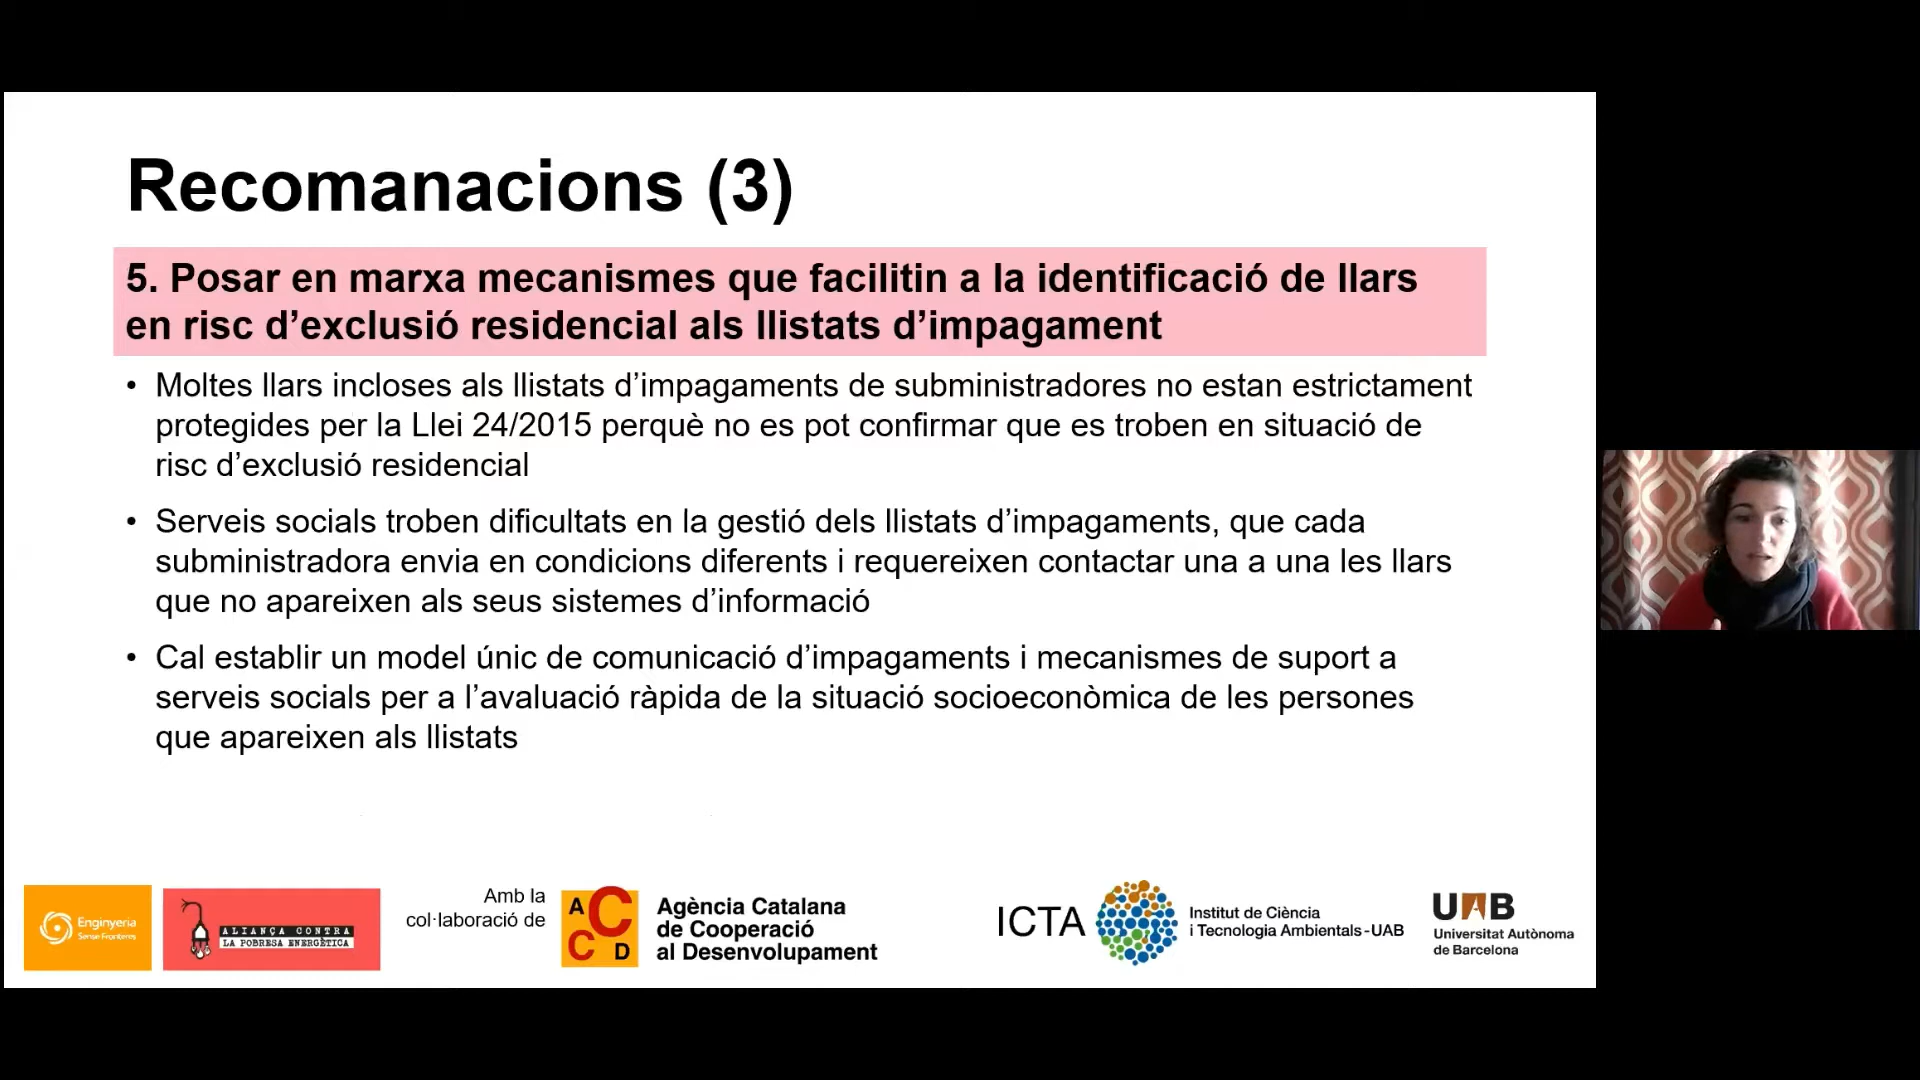 Recomanacions (3)
5. Posar en marxa mecanismes que facilitin a la identificació de llars
en risc d’exclusió residencial als llistats d’impagament
• Moltes llars incloses als llistats d’impagaments de subministradores no estan estrictament
protegides per la Llei 24/2015 perquè no es pot confirmar que es troben en situació de
risc d’exclusió residencial
• Serveis socials troben dificultats en la gestió dels llistats d’impagaments, que cada
subministradora envia en condicions diferents i requereixen contactar una a una les llars
que no apareixen als seus sistemes d’informació
• Cal establir un model únic de comunicació d’impagaments i mecanismes de suport a
serveis socials per a l’avaluació ràpida de la situació socioeconòmica de les persones
que apareixen als llistats
Enginyeria
Sense Fronteres
ALIANÇA CONTRA
LA POBRESA ENERGÈTICA
Amb la
col·laboració de
ACCD
Agència Catalana
de Cooperació
al Desenvolupament
ICTA
Institut de Ciència
i Tecnologia Ambientals-UAB
UAB
Universitat Autònoma
de Barcelona